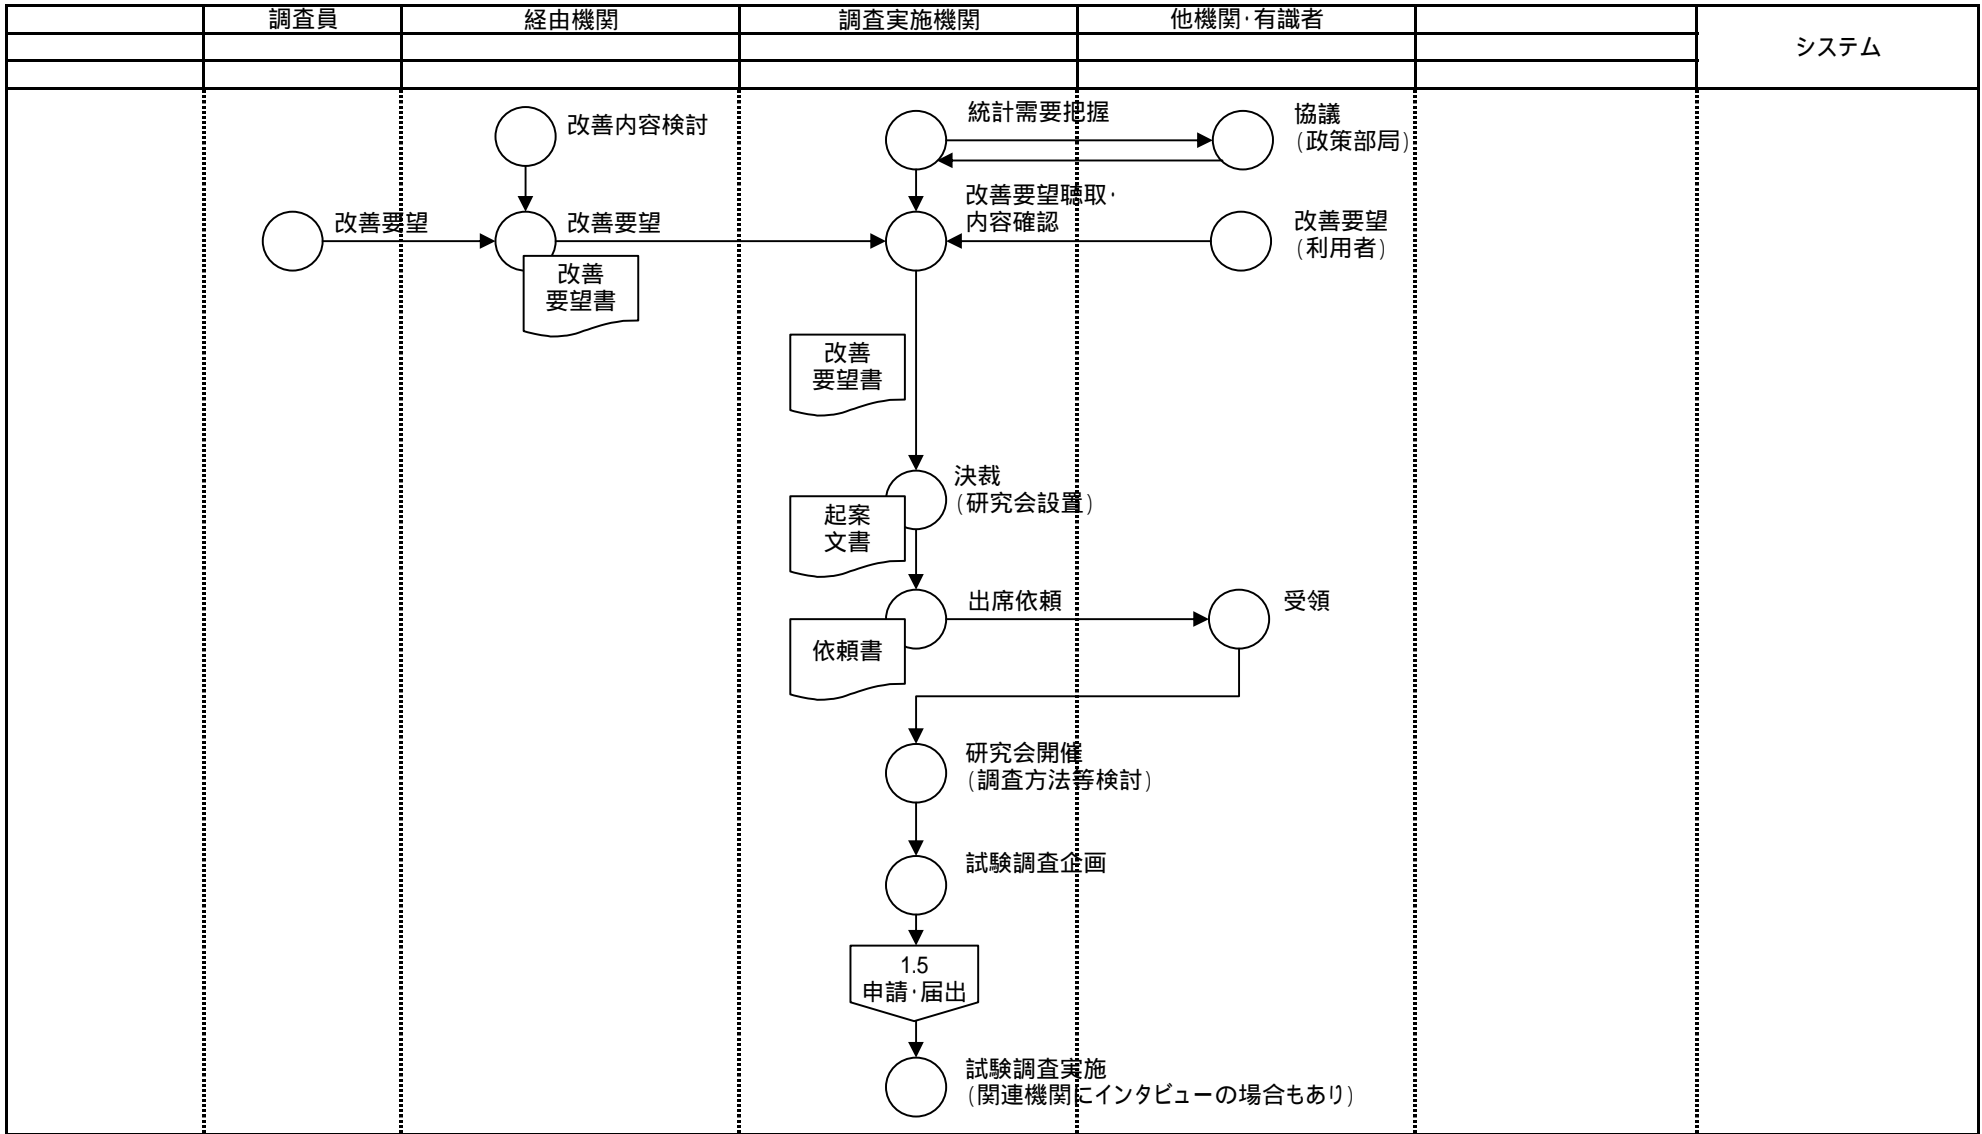 調査員
経由機関
調査実施機関
他機関・有識者
システム
改善内容検討
統計需要把握
協議
(政策部局)
改善要望
改善要望
改善要望聴取・
内容確認
改善要望
(利用者)
改善
要望書
改善
要望書
決裁
(研究会設置)
起案
文書
出席依頼
受領
依頼書
研究会開催
(調査方法等検討)
試験調査企画
1.5
申請・届出
試験調査実施
(関連機関にインタビューの場合もあり)